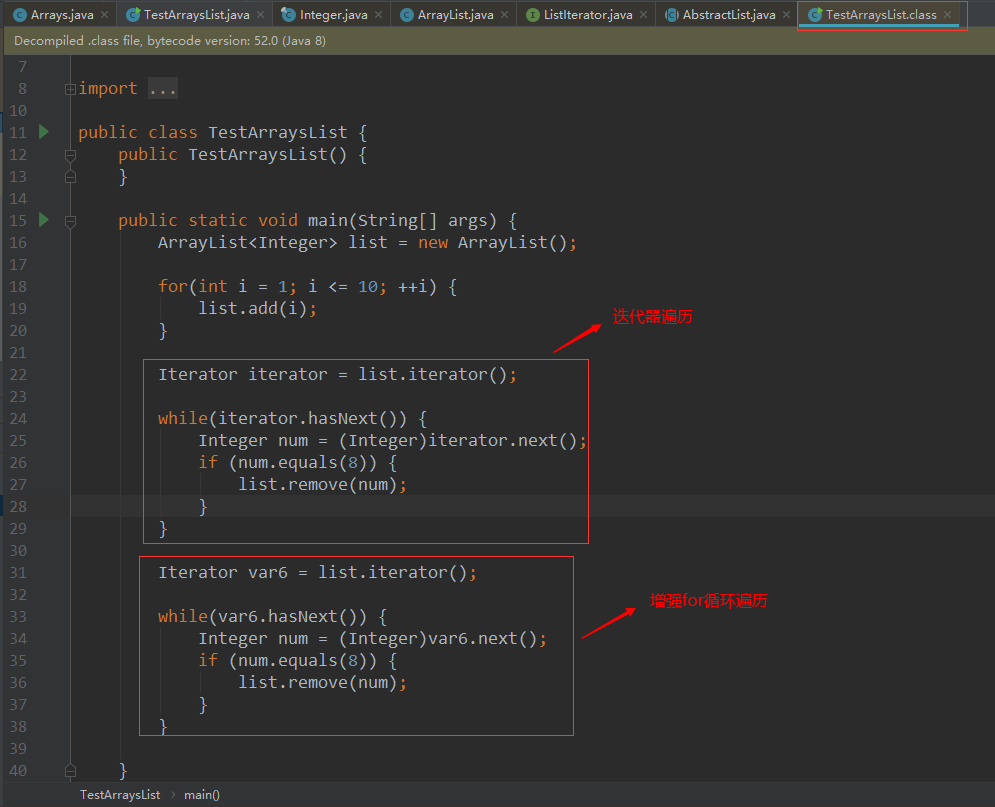 Arrays.java TestArraysList.java Integer.java ArrayList.java ListIterator.java AbstractList.java TestArraysList.class
Decompiled .class file, bytecode version: 52.0 (Java 8)
7
8 import ...
10
11 public class TestArraysList {
12 public TestArraysList() {
13 }
14
15 public static void main(String[] args) {
16 ArrayList<Integer> list = new ArrayList();
17
18 for(int i = 1; i <= 10; ++i) {
19 list.add(i);
20 }
迭代器遍历
21
22 Iterator iterator = list.iterator();
23
24 while(iterator.hasNext()) {
25 Integer num = (Integer)iterator.next();
26 if (num.equals(8)) {
27 list.remove(num);
28 }
29 }
30
31 Iterator var6 = list.iterator();
32
增强for循环遍历
33 while(var6.hasNext()) {
34 Integer num = (Integer)var6.next();
35 if (num.equals(8)) {
36 list.remove(num);
37 }
38 }
39
40 }
TestArraysList › main()